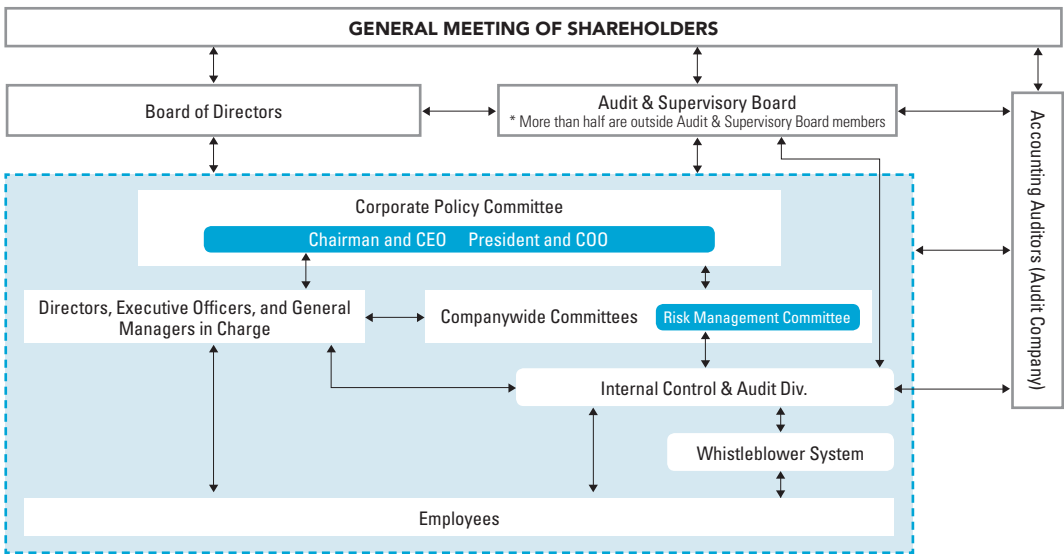 GENERAL MEETING OF SHAREHOLDERS
Board of Directors
Audit & Supervisory Board
* More than half are outside Audit & Supervisory Board members
Accounting Auditors (Audit Company)
Corporate Policy Committee
Chairman and CEO President and COO
Directors, Executive Officers, and General
Managers in Charge
Companywide Committees
Risk Management Committee
Internal Control & Audit Div.
Whistleblower System
Employees